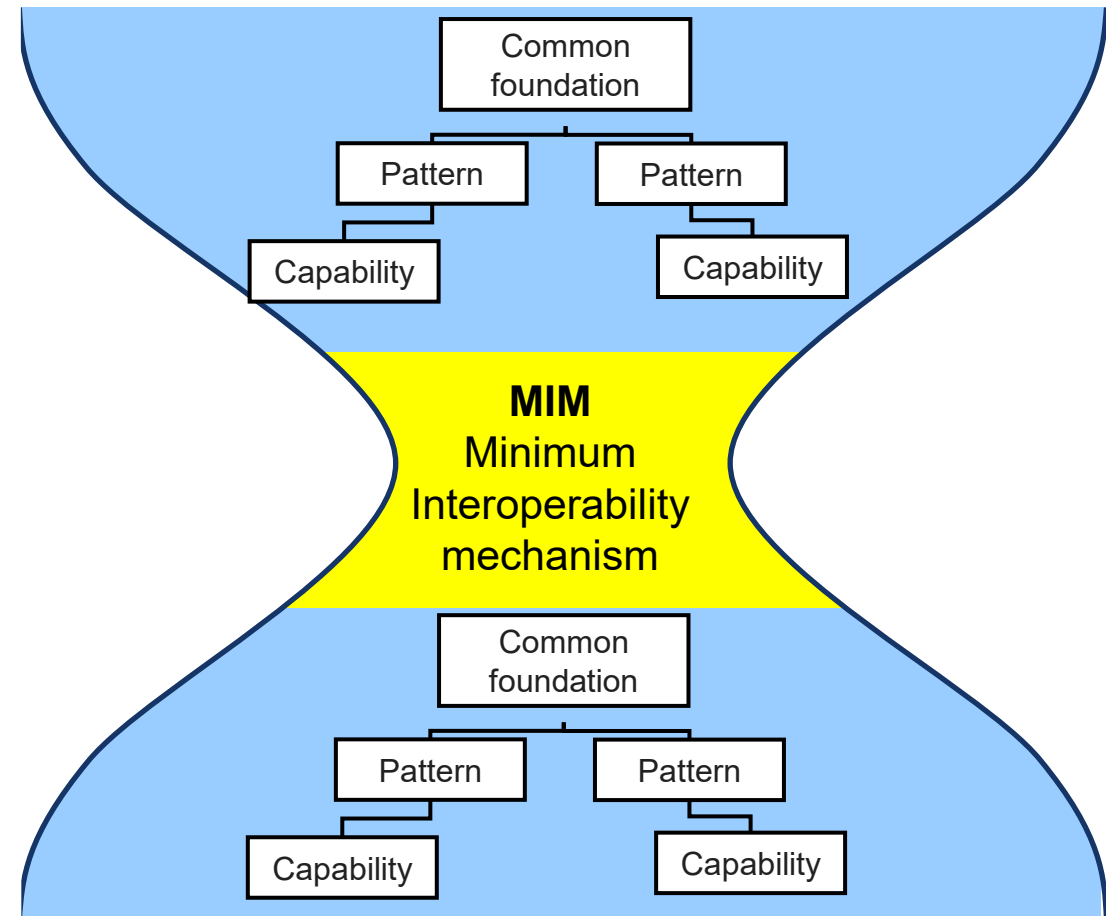 Common
foundation
Pattern
Pattern
Capability
Capability
MIM
Minimum
Interoperability
mechanism
Common
foundation
Pattern
Pattern
Capability
Capability